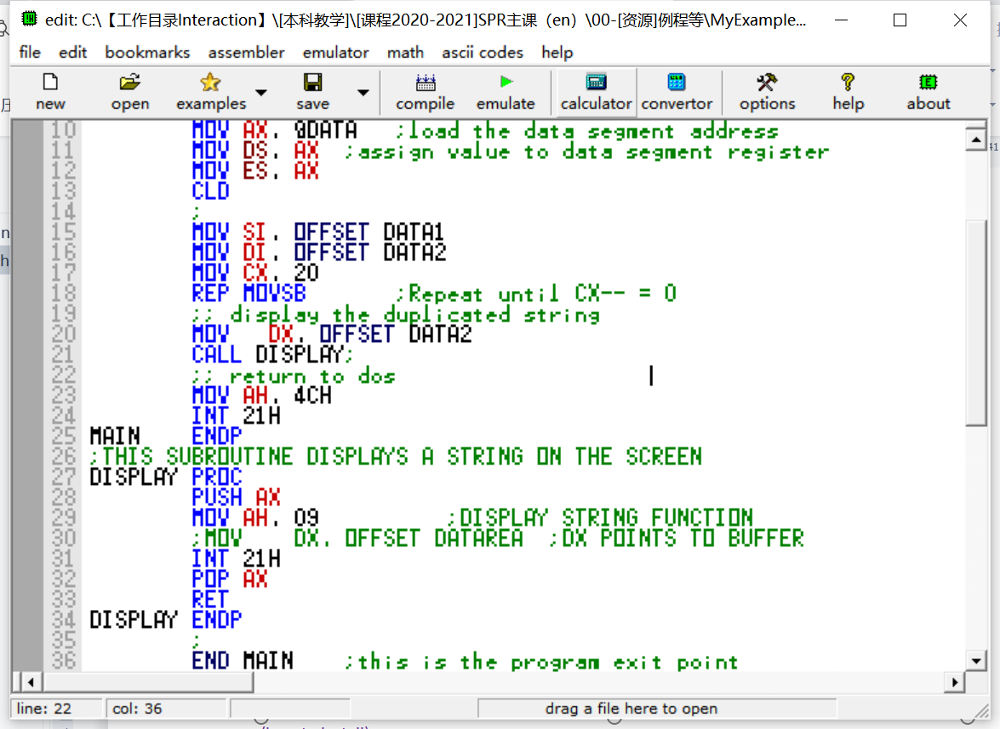 edit: C:\【工作目录Interaction】\[本科教学]\[课程2020-2021]SPR主课（en）\00-[资源]例程等\MyExample...
file edit bookmarks assembler emulator math ascii codes help
new open examples save compile emulate calculator convertor options help about
10 MOV AX, @DATA ;load the data segment address
11 MOV DS, AX ;assign value to data segment register
12 MOV ES, AX
13 CLD
14 ;
15 MOV SI, OFFSET DATA1
16 MOV DI, OFFSET DATA2
17 MOV CX, 20
18 REP MOVSB ;Repeat until CX-- = 0
19 ;; display the duplicated string
20 MOV DX, OFFSET DATA2
21 CALL DISPLAY;
22 ;; return to dos
23 MOV AH, 4CH
24 INT 21H
25 MAIN ENDP
26 ;THIS SUBROUTINE DISPLAYS A STRING ON THE SCREEN
27 DISPLAY PROC
28 PUSH AX
29 MOV AH, 09 ;DISPLAY STRING FUNCTION
30 ;MOV DX, OFFSET DATAREA ;DX POINTS TO BUFFER
31 INT 21H
32 POP AX
33 RET
34 DISPLAY ENDP
35 ;
36 END MAIN ;this is the program exit point
line: 22 col: 36 drag a file here to open